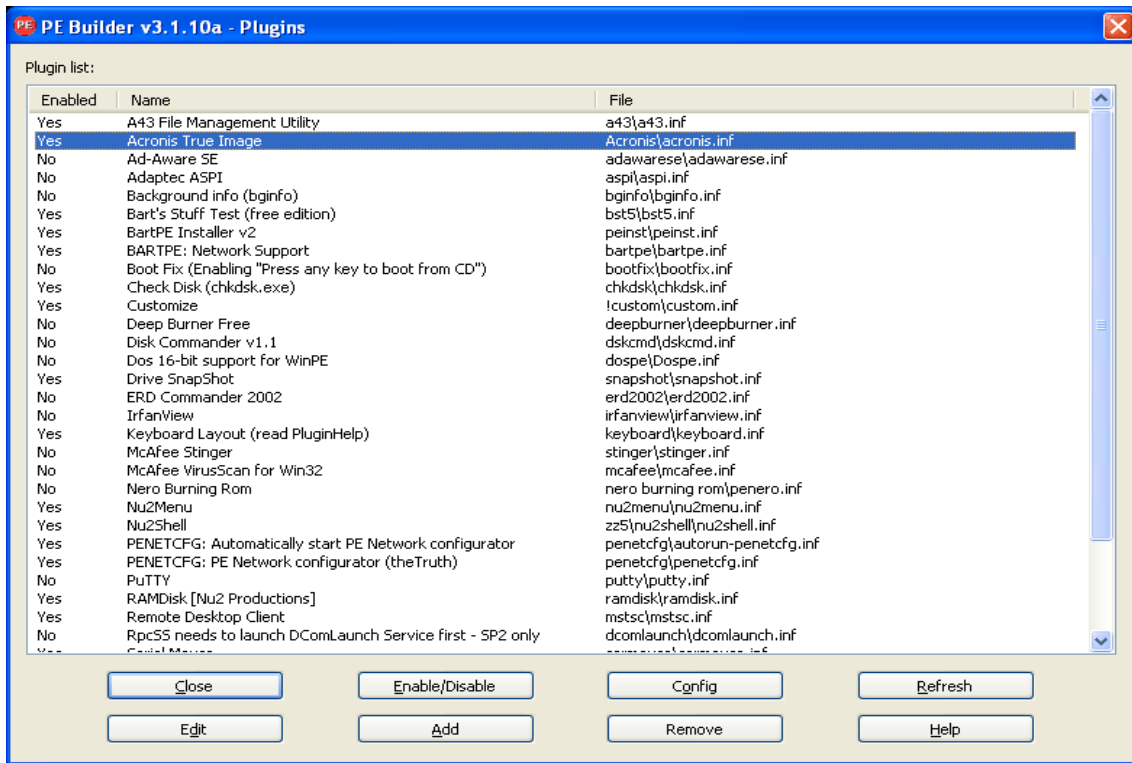 PE Builder v3.1.10a - Plugins
Plugin list:
Enabled Name File
Yes A43 File Management Utility a43\a43.inf
Yes Acronis True Image Acronis\acronis.inf
No Ad-Aware SE adawarese\adawarese.inf
No Adaptec ASPI aspi\aspi.inf
No Background info (bginfo) bginfo\bginfo.inf
Yes Bart's Stuff Test (free edition) bst5\bst5.inf
Yes BartPE Installer v2 peinst\peinst.inf
Yes BARTPE: Network Support bartpe\bartpe.inf
No Boot Fix (Enabling "Press any key to boot from CD") bootfix\bootfix.inf
Yes Check Disk (chkdsk.exe) chkdsk\chkdsk.inf
Yes Customize !custom\custom.inf
No Deep Burner Free deepburner\deepburner.inf
No Disk Commander v1.1 dskcmd\dskcmd.inf
No Dos 16-bit support for WinPE dospe\Dospe.inf
Yes Drive SnapShot snapshot\snapshot.inf
No ERD Commander 2002 erd2002\erd2002.inf
No IrfanView irfanview\irfanview.inf
Yes Keyboard Layout (read PluginHelp) keyboard\keyboard.inf
No McAfee Stinger stinger\stinger.inf
No McAfee VirusScan for Win32 mcafee\mcafee.inf
No Nero Burning Rom nero burning rom\penero.inf
Yes Nu2Menu nu2menu\nu2menu.inf
Yes Nu2Shell zz5\nu2shell\nu2shell.inf
Yes PENETCFG: Automatically start PE Network configurator penetcfg\autorun-penetcfg.inf
Yes PENETCFG: PE Network configurator (theTruth) penetcfg\penetcfg.inf
No PuTTY putty\putty.inf
Yes RAMDisk [Nu2 Productions] ramdisk\ramdisk.inf
Yes Remote Desktop Client mstsc\mstsc.inf
No RpcSS needs to launch DComLaunch Service first - SP2 only dcomlaunch\dcomlaunch.inf
Close Enable/Disable Config Refresh
Edit Add Remove Help